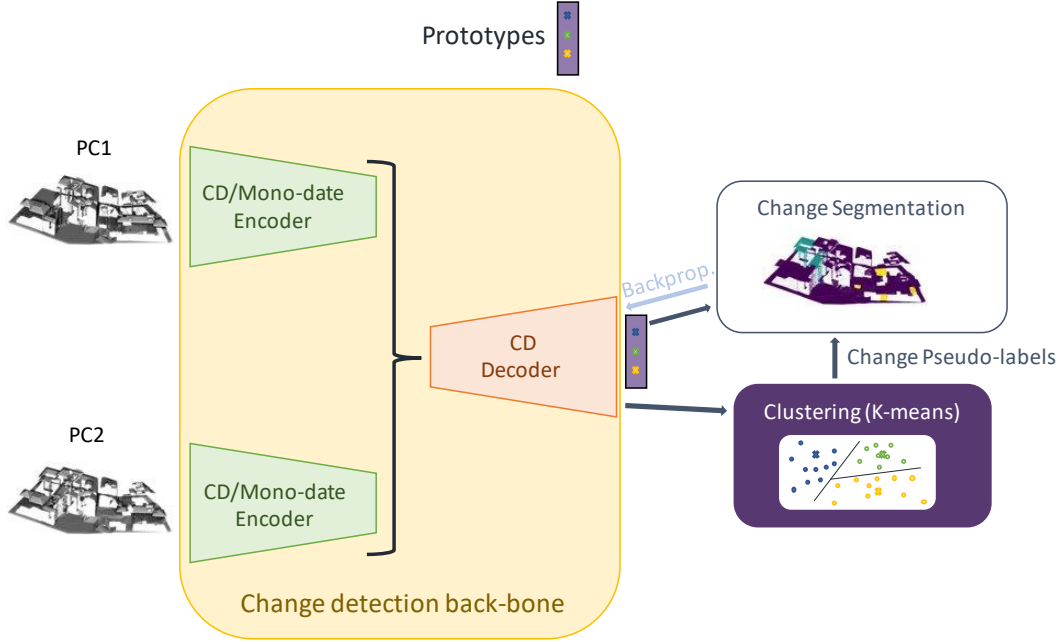 Prototypes
PC1
CD/Mono-date
Encoder
Change Segmentation
Backprop.
CD
Decoder
Change Pseudo-labels
Clustering (K-means)
PC2
CD/Mono-date
Encoder
Change detection back-bone